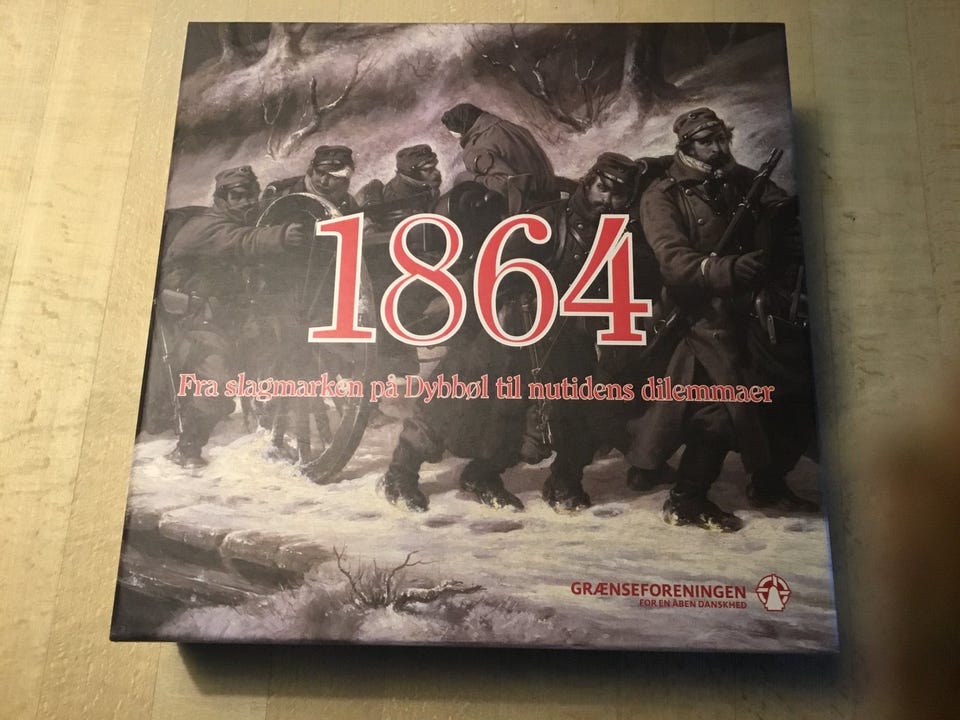 1864
Fra slagmarken på Dybbøl til nutidens dilemmaer
GRÆNSEFORENINGEN
FOR EN ÅBEN DANSKHED